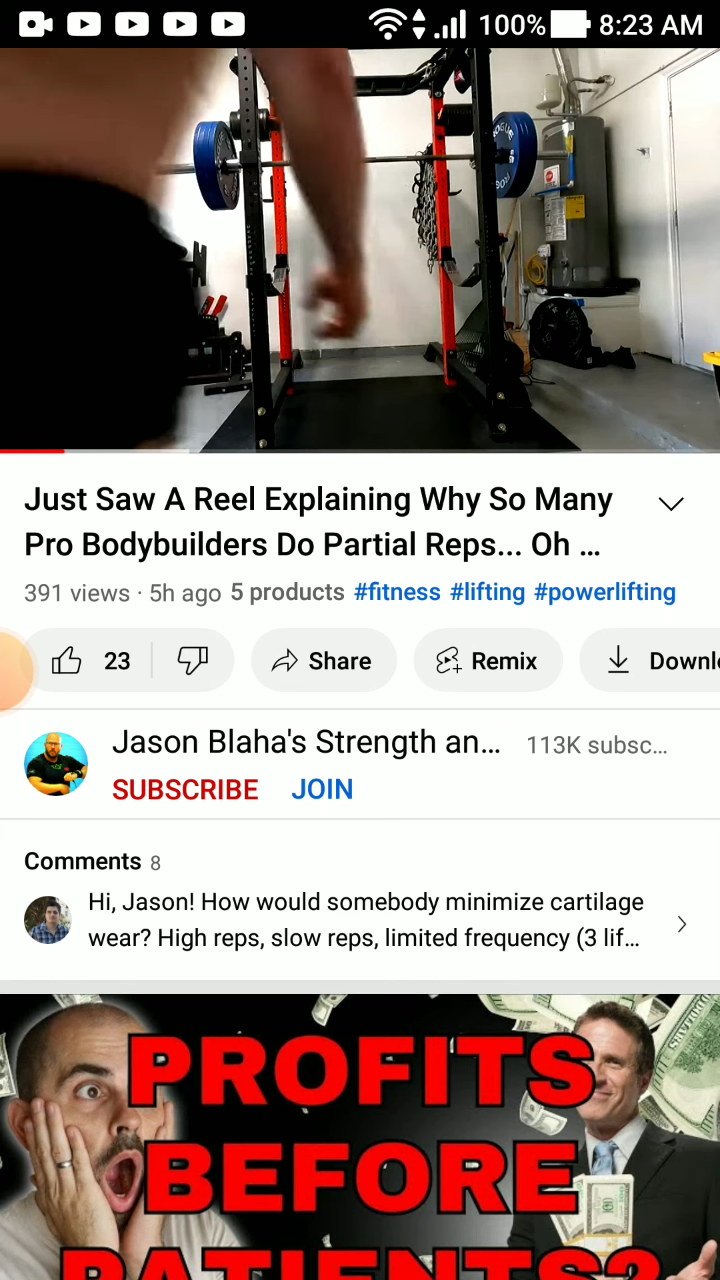 100% 8:23 AM
ROGUE
Just Saw A Reel Explaining Why So Many
Pro Bodybuilders Do Partial Reps... Oh ...
391 views · 5h ago 5 products #fitness #lifting #powerlifting
23 Share Remix Downlo
Jason Blaha's Strength an... 113K subsc...
SUBSCRIBE JOIN
Comments 8
Hi, Jason! How would somebody minimize cartilage
wear? High reps, slow reps, limited frequency (3 lif...
PROFITS
BEFORE
PATIENTS?